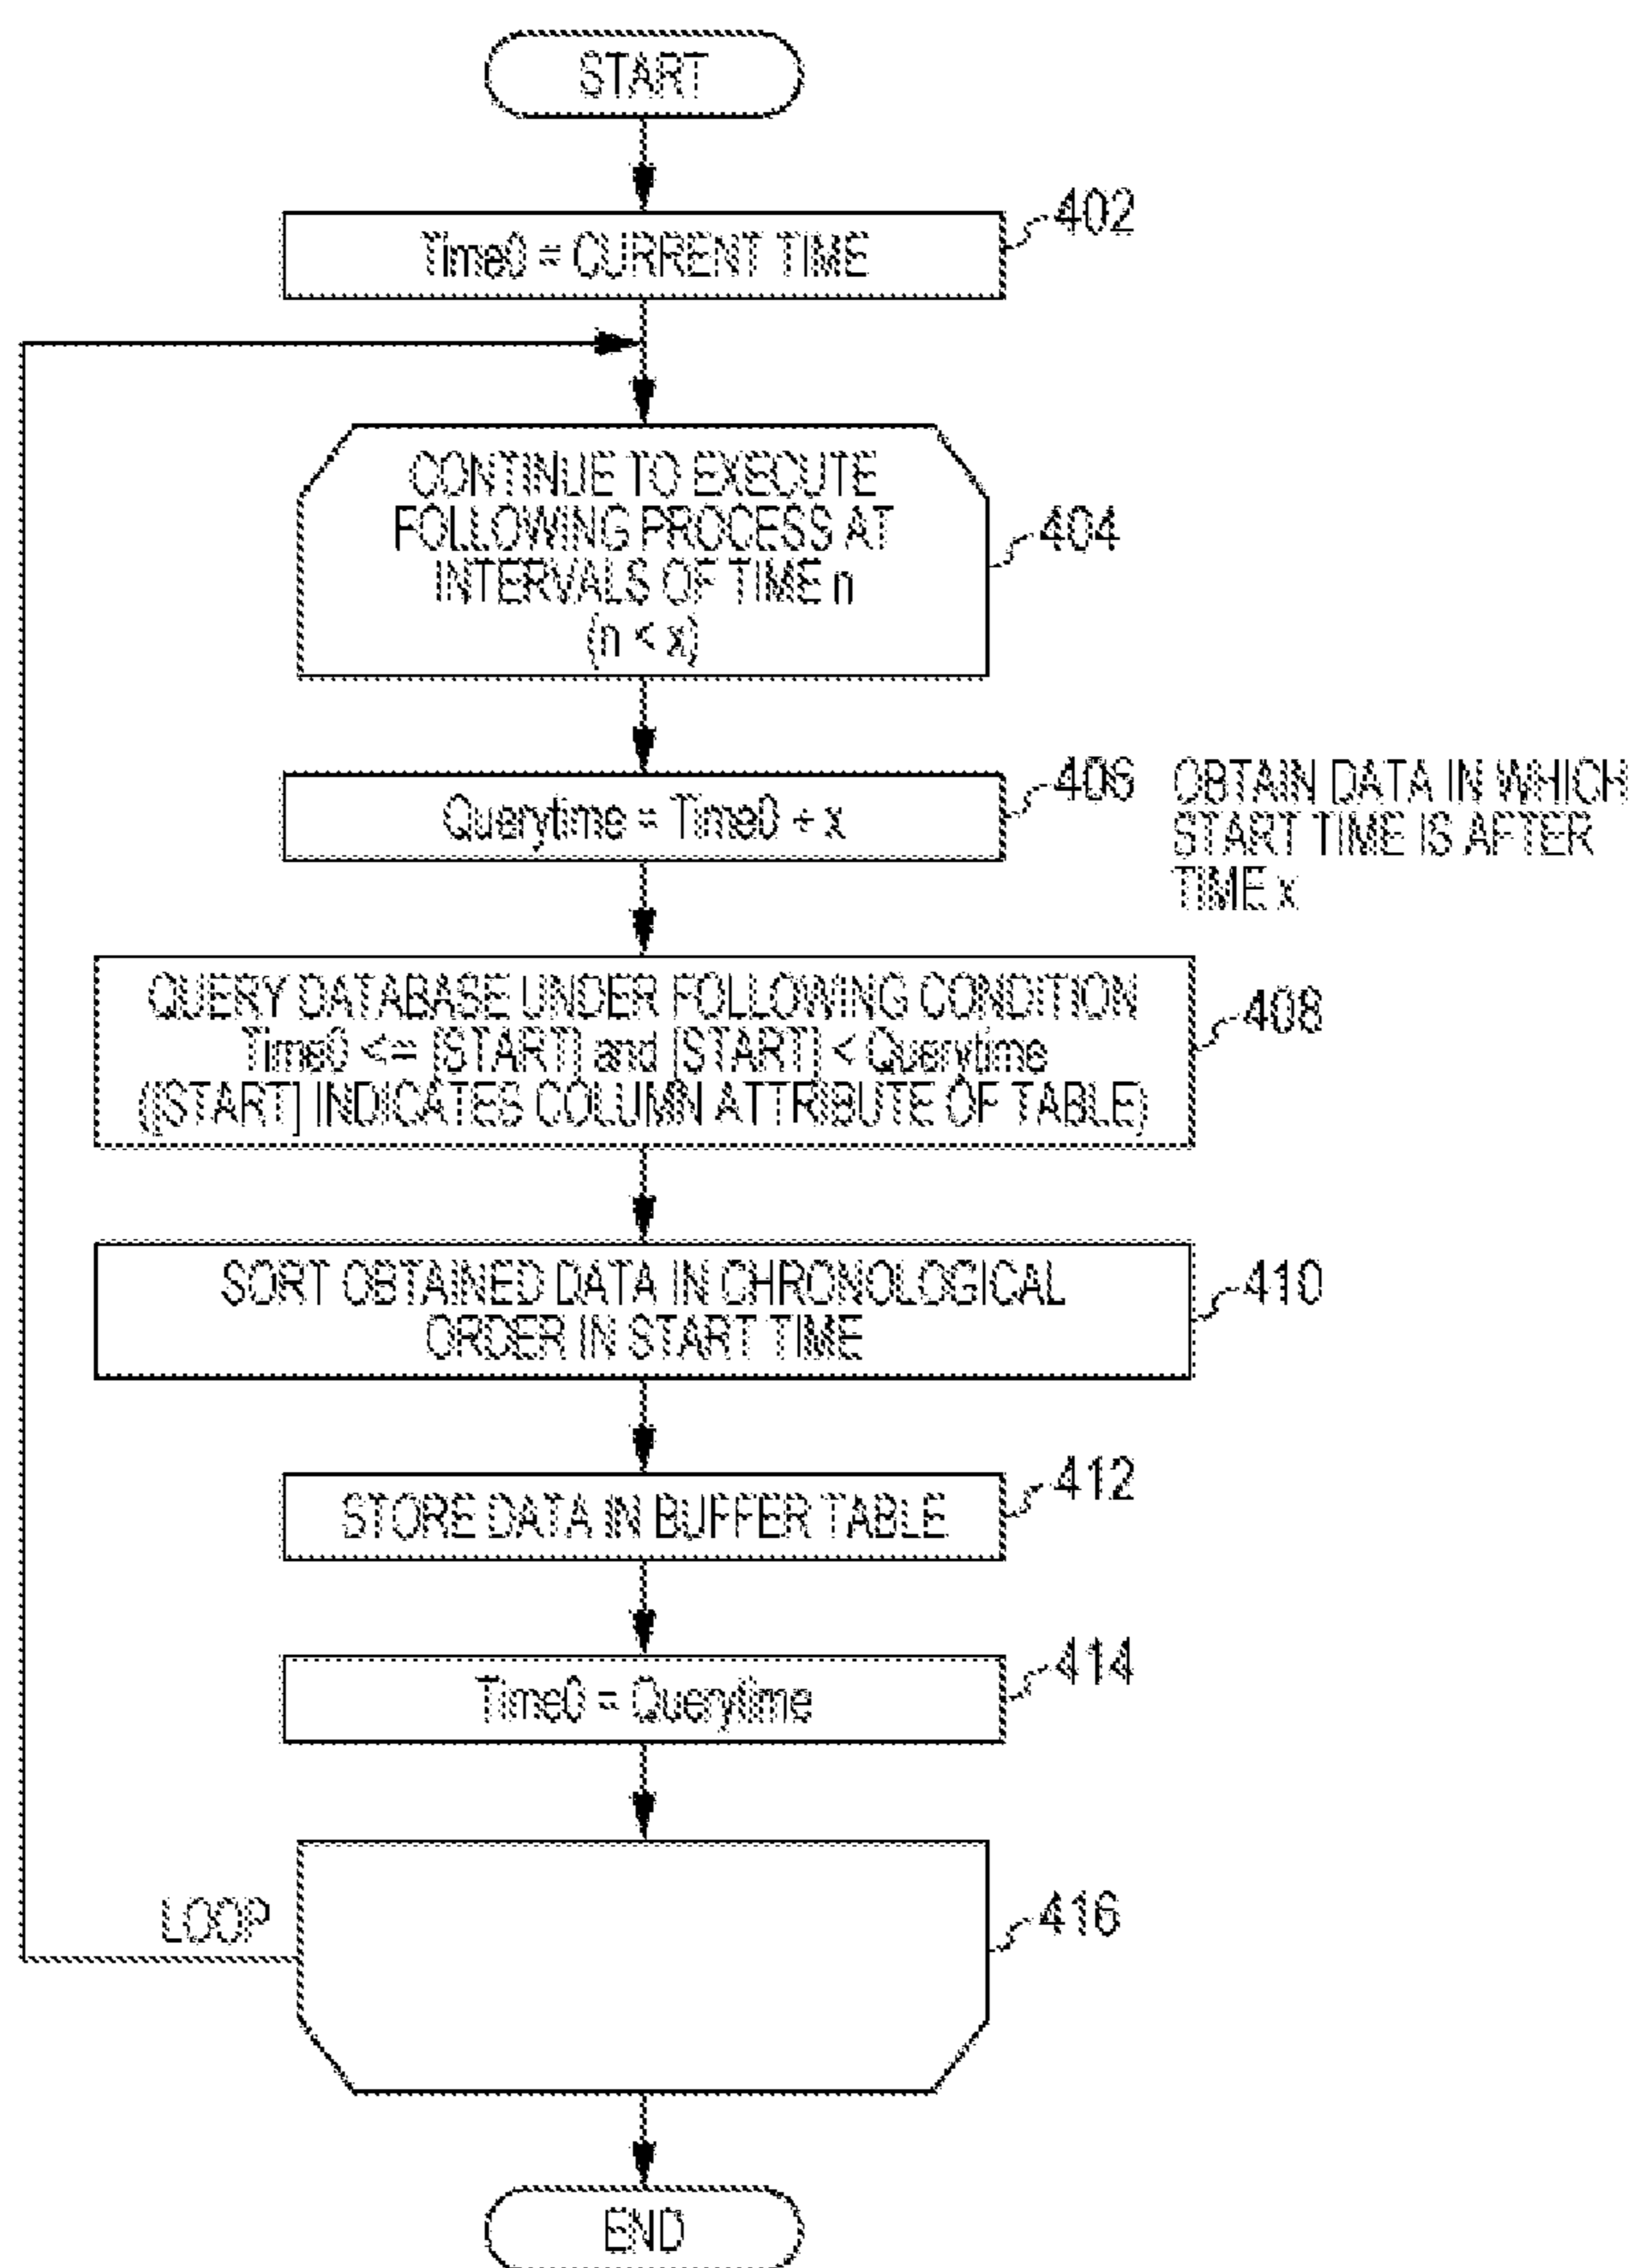 START
402
Time0 = CURRENT TIME
CONTINUE TO EXECUTE
FOLLOWING PROCESS AT
INTERVALS OF TIME n
(n < x)
404
Querytime = Time0 + x
406
OBTAIN DATA IN WHICH
START TIME IS AFTER
TIME x
QUERY DATABASE UNDER FOLLOWING CONDITION
Time0 <= [START] and [START] < Querytime
([START] INDICATES COLUMN ATTRIBUTE OF TABLE)
408
SORT OBTAINED DATA IN CHRONOLOGICAL
ORDER IN START TIME
410
STORE DATA IN BUFFER TABLE
412
Time0 = Querytime
414
LOOP
416
END